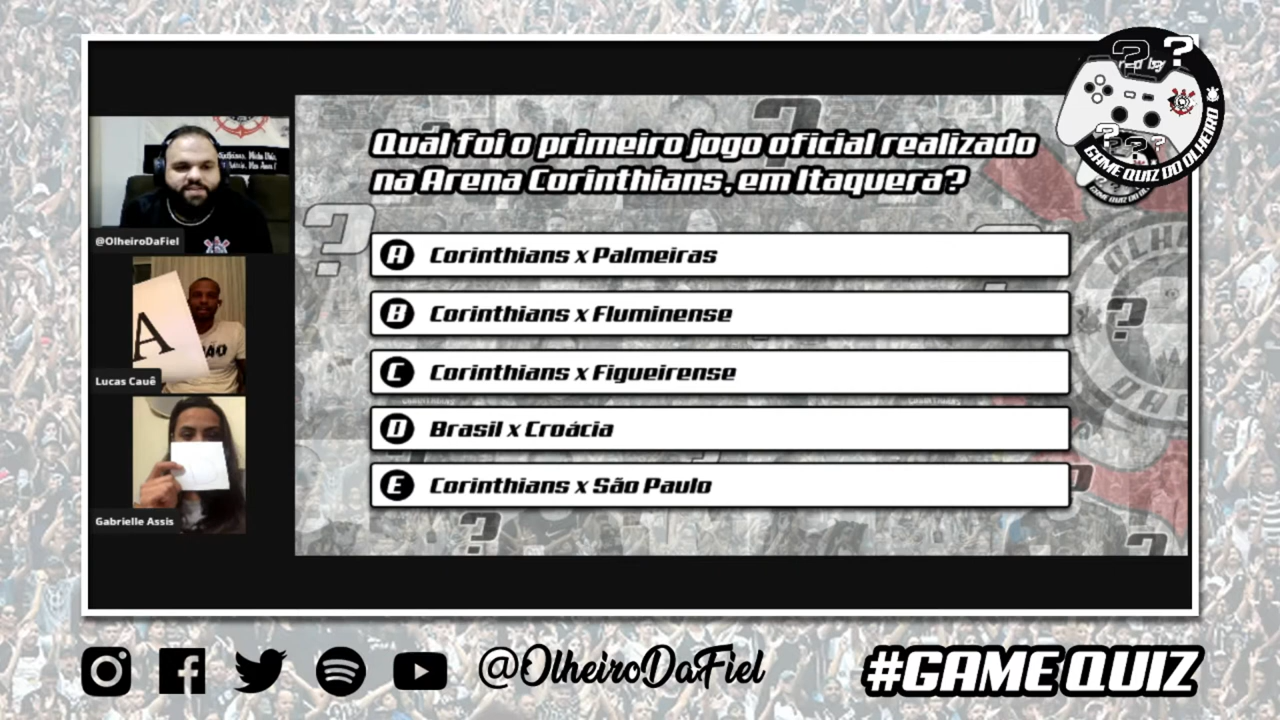 Qual foi o primeiro jogo oficial realizado
na Arena Corinthians, em Itaquera?
A Corinthians x Palmeiras
B Corinthians x Fluminense
C Corinthians x Figueirense
D Brasil x Croácia
E Corinthians x São Paulo
@OlheiroDaFiel
A
Lucas Cauê
Gabrielle Assis
GAME QUIZ DO OLHEIRO
@OlheiroDaFiel
#GAME QUIZ